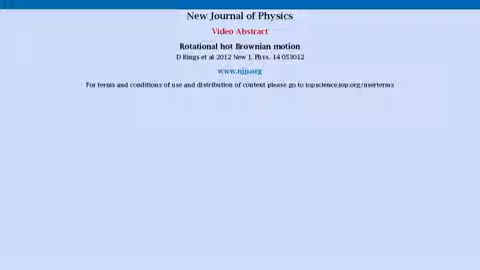 New Journal of Physics
Video Abstract
Rotational hot Brownian motion
D Rings et al 2012 New J. Phys. 14 053012
www.njp.org
For terms and conditions of use and distribution of content please go to iopscience.iop.org/userterms